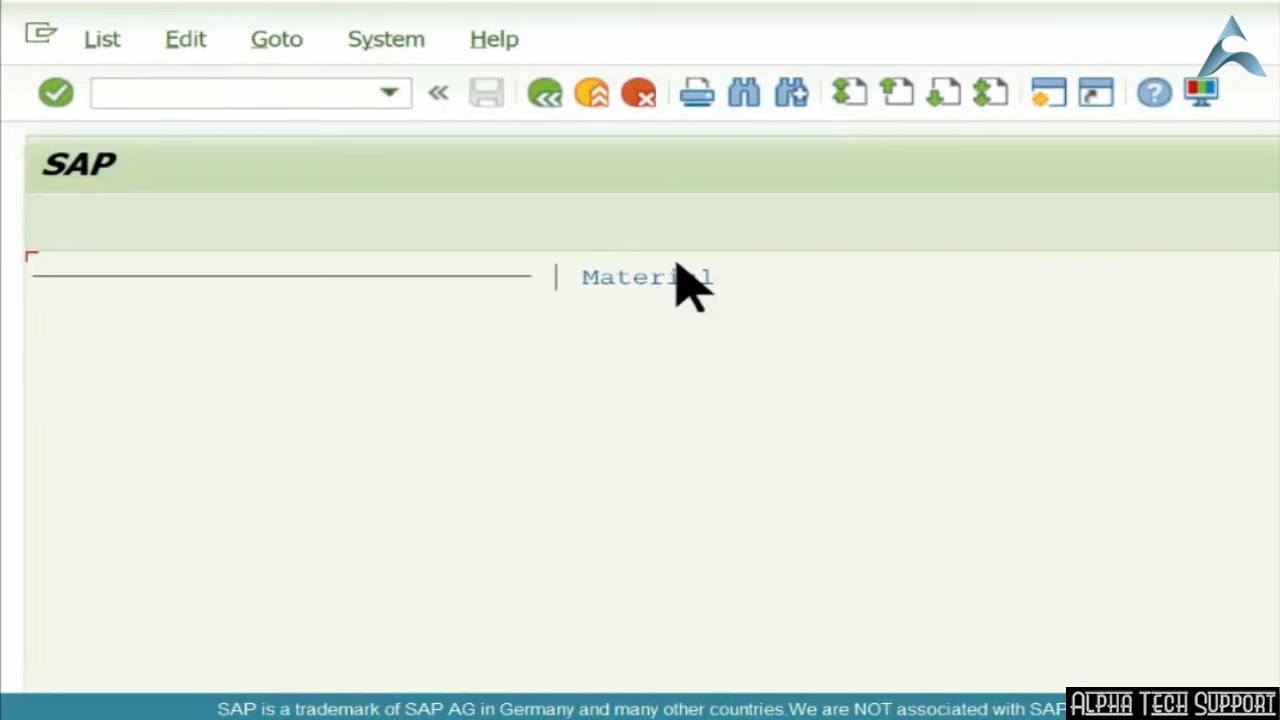 List Edit Goto System Help
SAP
Material
SAP is a trademark of SAP AG in Germany and many other countries.We are NOT associated with SAP
ALPHA TECH SUPPORT